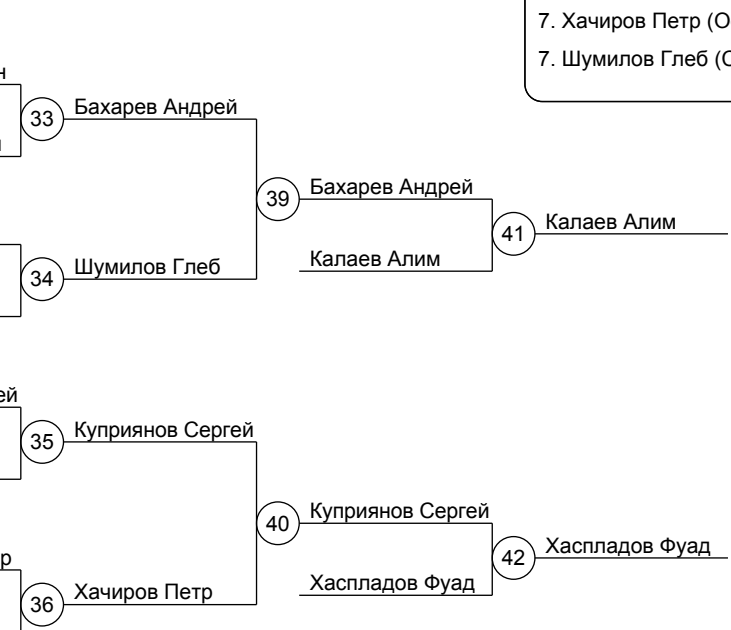 7. Хачиров Петр (О
7. Шумилов Глеб (С
н
33 Бахарев Андрей
39 Бахарев Андрей
41 Калаев Алим
Калаев Алим
34 Шумилов Глеб
ей
35 Куприянов Сергей
40 Куприянов Сергей
42 Хаспладов Фуад
Хаспладов Фуад
р
36 Хачиров Петр